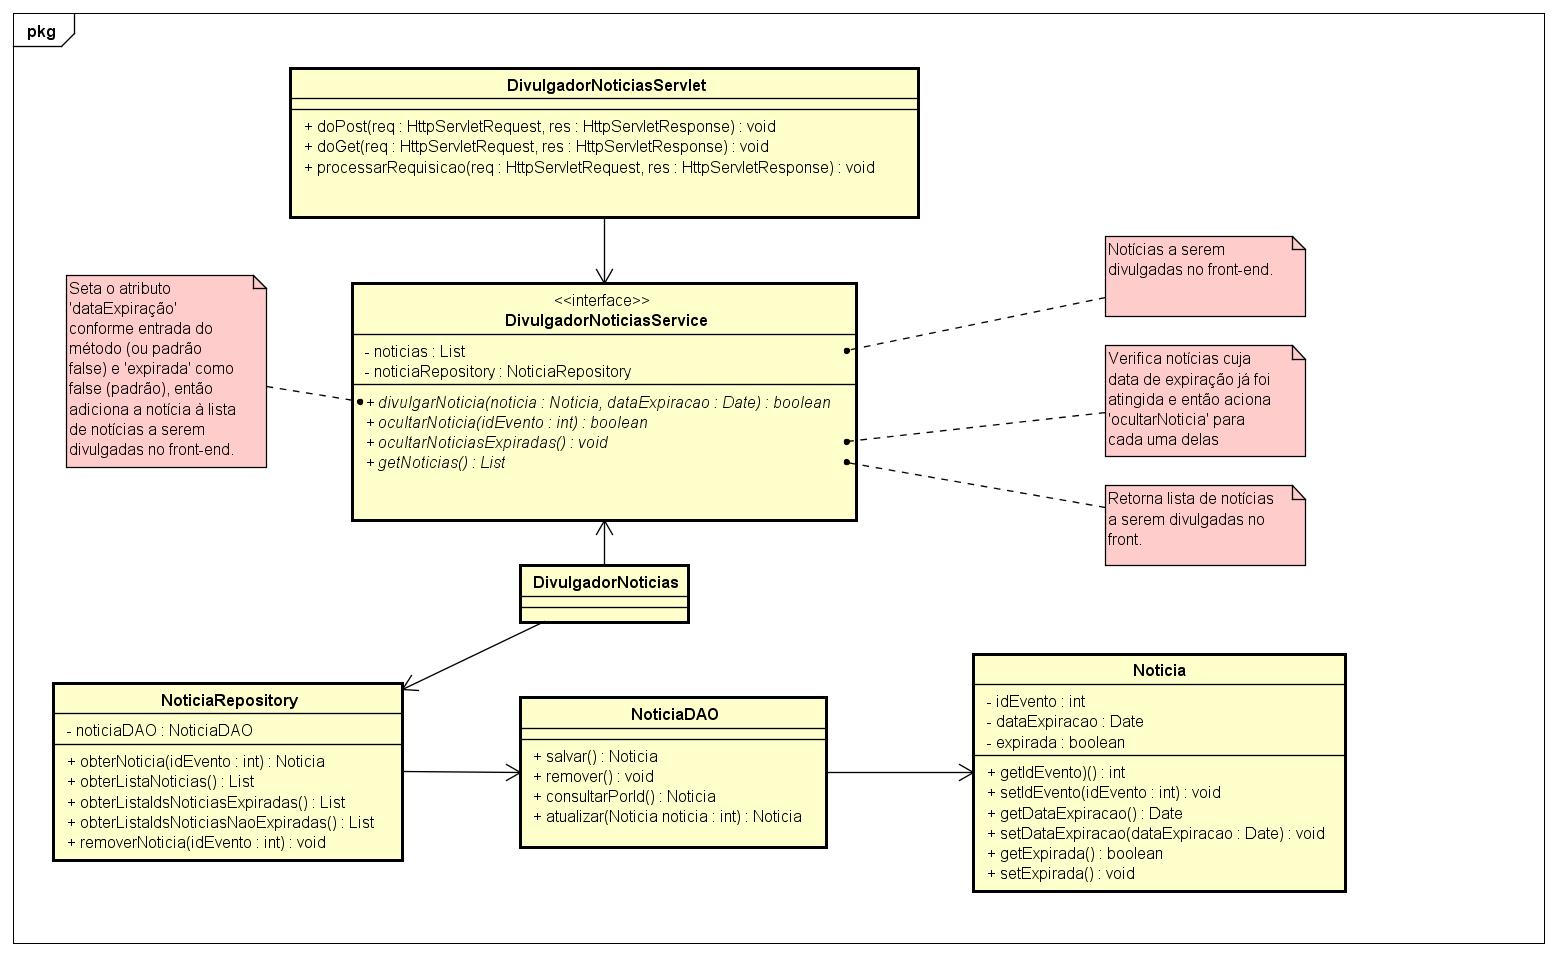 pkg
DivulgadorNoticiasServlet
+ doPost(req : HttpServletRequest, res : HttpServletResponse) : void
+ doGet(req : HttpServletRequest, res : HttpServletResponse) : void
+ processarRequisicao(req : HttpServletRequest, res : HttpServletResponse) : void
Notícias a serem
divulgadas no front-end.
Seta o atributo
'dataExpiração'
conforme entrada do
método (ou padrão
false) e 'expirada' como
false (padrão), então
adiciona a notícia à lista
de notícias a serem
divulgadas no front-end.
<<interface>>
DivulgadorNoticiasService
- noticias : List
- noticiaRepository : NoticiaRepository
+ divulgarNoticia(noticia : Noticia, dataExpiracao : Date) : boolean
+ ocultarNoticia(idEvento : int) : boolean
+ ocultarNoticiasExpiradas() : void
+ getNoticias() : List
Verifica notícias cuja
data de expiração já foi
atingida e então aciona
'ocultarNoticia' para
cada uma delas
Retorna lista de notícias
a serem divulgadas no
front.
DivulgadorNoticias
NoticiaRepository
- noticiaDAO : NoticiaDAO
+ obterNoticia(idEvento : int) : Noticia
+ obterListaNoticias() : List
+ obterListaIdsNoticiasExpiradas() : List
+ obterListaIdsNoticiasNaoExpiradas() : List
+ removerNoticia(idEvento : int) : void
NoticiaDAO
+ salvar() : Noticia
+ remover() : void
+ consultarPorId() : Noticia
+ atualizar(Noticia noticia : int) : Noticia
Noticia
- idEvento : int
- dataExpiracao : Date
- expirada : boolean
+ getIdEvento)() : int
+ setIdEvento(idEvento : int) : void
+ getDataExpiracao() : Date
+ setDataExpiracao(dataExpiracao : Date) : void
+ getExpirada() : boolean
+ setExpirada() : void